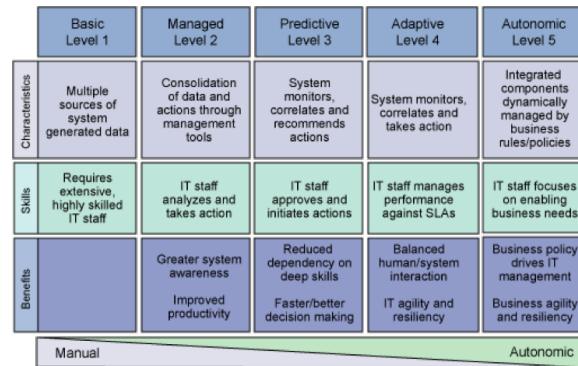 Basic
Level 1
Managed
Level 2
Predictive
Level 3
Adaptive
Level 4
Autonomic
Level 5
Characteristics
Multiple
sources of
system
generated data
Consolidation
of data and
actions through
management
tools
System
monitors,
correlates and
recommends
actions
System monitors,
correlates and
takes action
Integrated
components
dynamically
managed by
business
rules/policies
Skills
Requires
extensive,
highly skilled
IT staff
IT staff
analyzes and
takes action
IT staff
approves and
initiates actions
IT staff manages
performance
against SLAs
IT staff focuses
on enabling
business needs
Benefits
Greater system
awareness
Improved
productivity
Reduced
dependency on
deep skills
Faster/better
decision making
Balanced
human/system
interaction
IT agility and
resiliency
Business policy
drives IT
management
Business agility
and resiliency
Manual
Autonomic